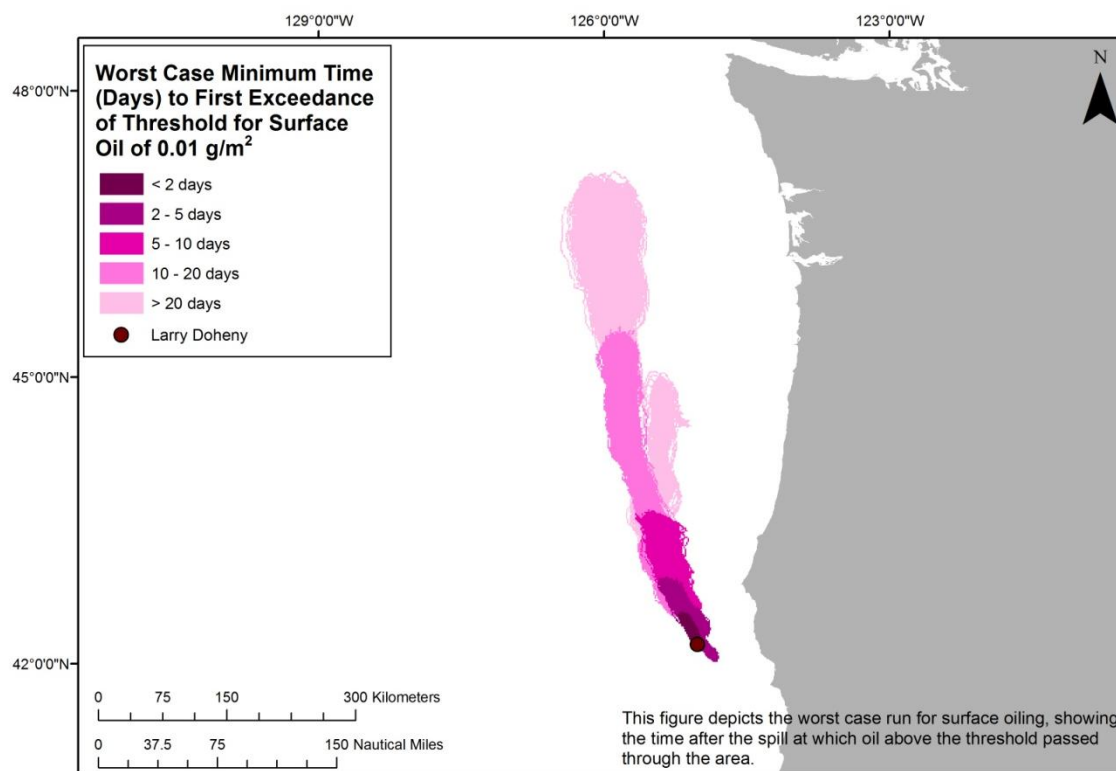 129°0'0"W
126°0'0"W
123°0'0"W
N
48°0'0"N
45°0'0"N
42°0'0"N
Worst Case Minimum Time
(Days) to First Exceedance
of Threshold for Surface
Oil of 0.01 g/m²
< 2 days
2 - 5 days
5 - 10 days
10 - 20 days
> 20 days
Larry Doheny
0 75 150 300 Kilometers
0 37.5 75 150 Nautical Miles
This figure depicts the worst case run for surface oiling, showing
the time after the spill at which oil above the threshold passed
through the area.